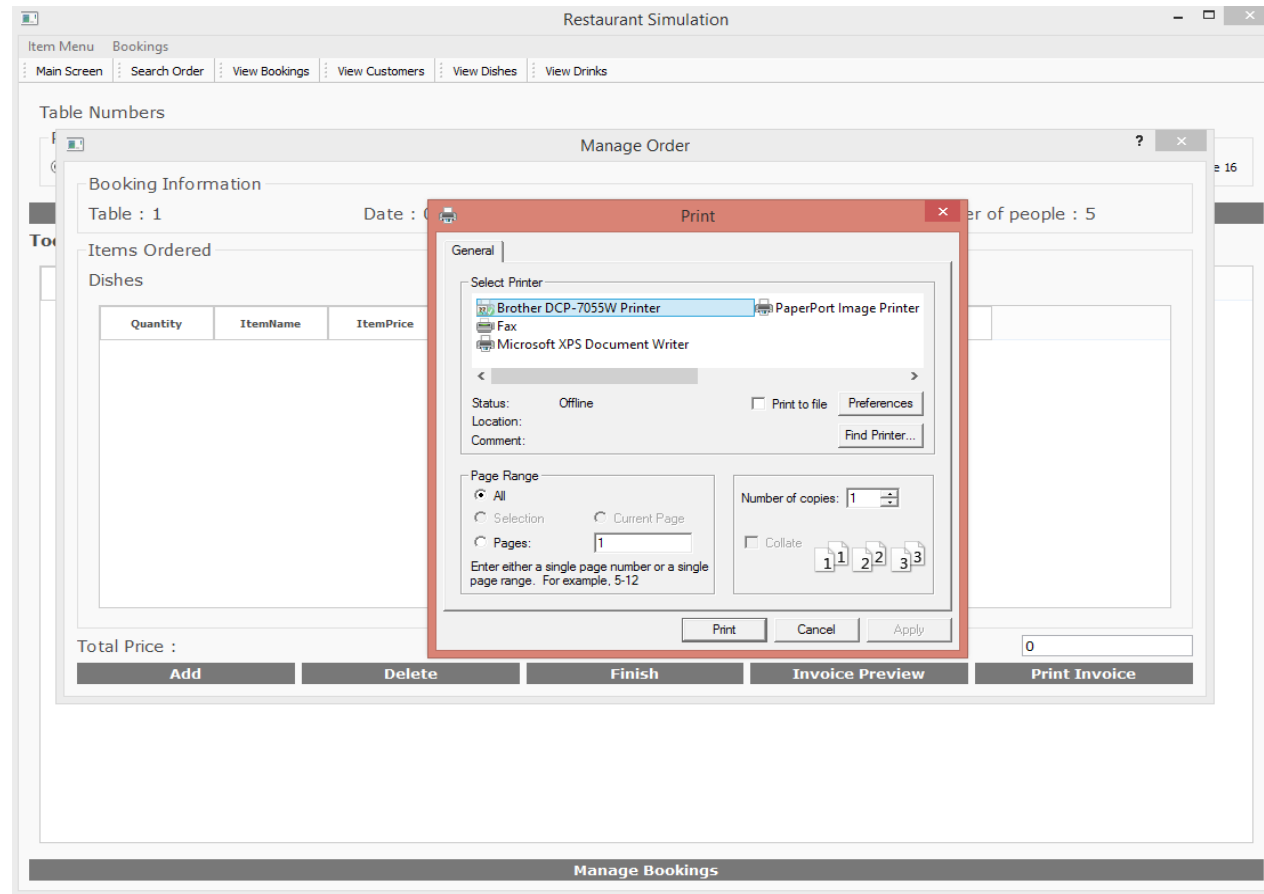 Restaurant Simulation
Item Menu Bookings
Main Screen Search Order View Bookings View Customers View Dishes View Drinks
Table Numbers
Manage Order ?
16
Booking Information
Table : 1 Date : of people : 5
Print
Items Ordered
Dishes
General
Select Printer
Brother DCP-7055W Printer PaperPort Image Printer
Fax
Microsoft XPS Document Writer
Quantity ItemName ItemPrice
Status: Offline Print to file Preferences
Location:
Comment: Find Printer...
Page Range
All
Number of copies: 1
Selection Current Page
Pages: 1
Collate
1 1 2 2 3 3
Enter either a single page number or a single
page range. For example, 5-12
Print Cancel Apply
Total Price : 0
Add Delete Finish Invoice Preview Print Invoice
Manage Bookings